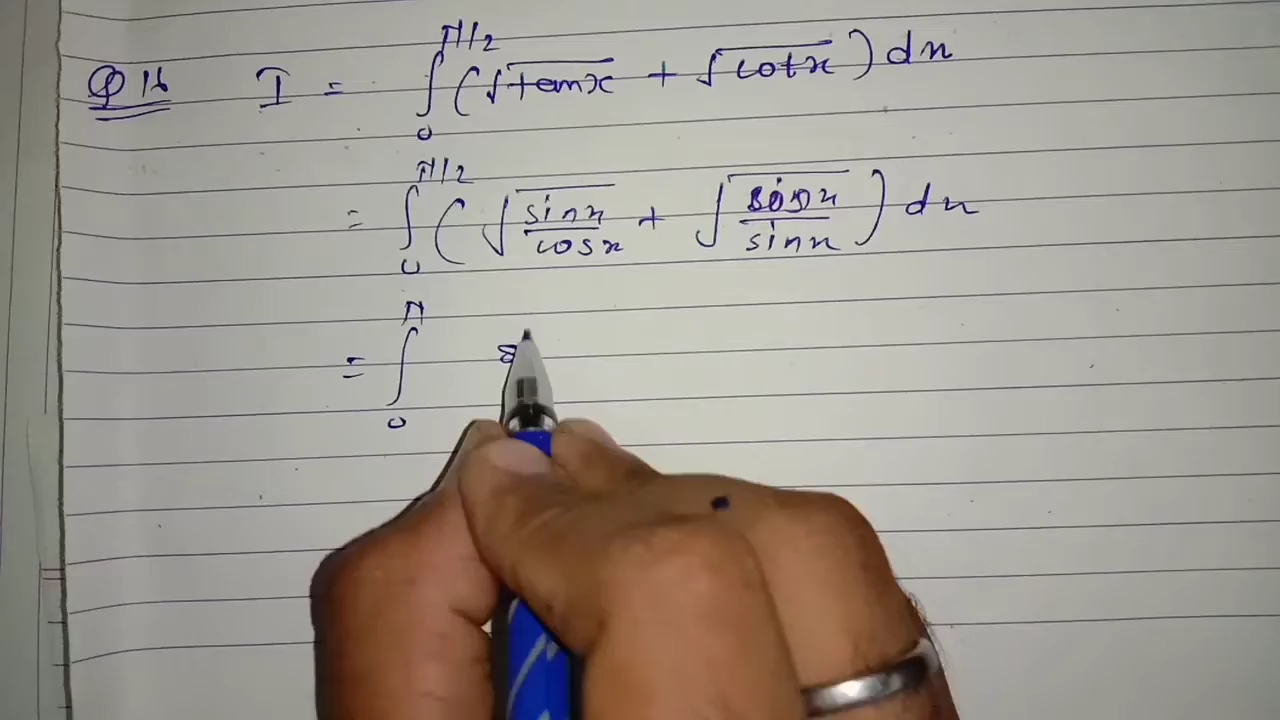 Q 16 I = ∫₀^π/2 (√tanx + √cotx) dx
= ∫₀^π/2 (√(sinx/cosx) + √(cosx/sinx)) dx
= ∫₀^π s